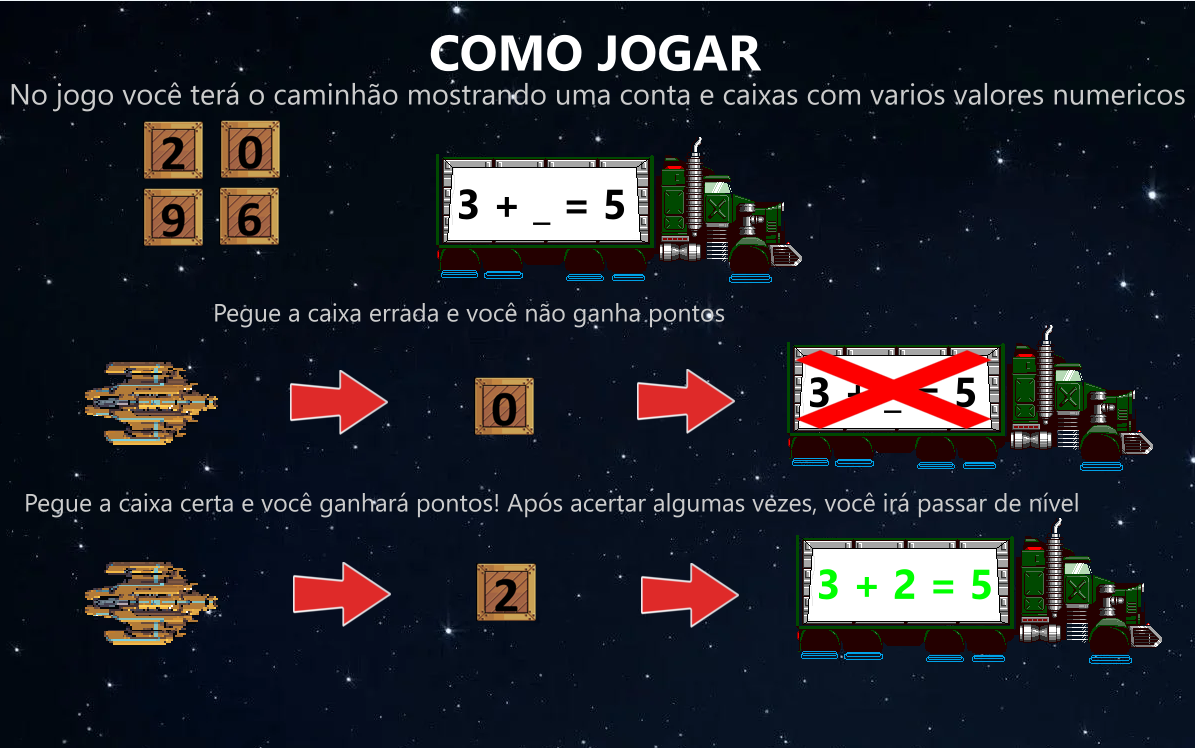 COMO JOGAR
No jogo você terá o caminhão mostrando uma conta e caixas com varios valores numericos
2 0
9 6
3 + _ = 5
Pegue a caixa errada e você não ganha pontos
0
3 + _ = 5
Pegue a caixa certa e você ganhará pontos! Após acertar algumas vezes, você irá passar de nível
2
3 + 2 = 5